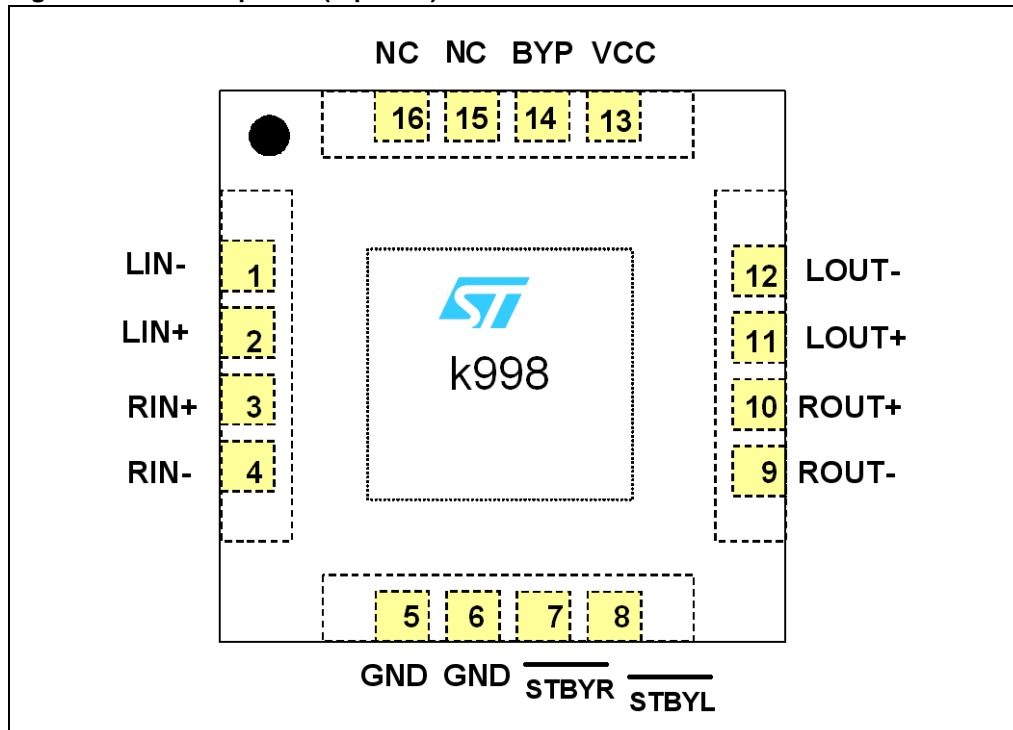 NC NC BYP VCC
16 15 14 13
LIN- 1 12 LOUT-
LIN+ 2 11 LOUT+
RIN+ 3 10 ROUT+
RIN- 4 9 ROUT-
ST
k998
5 6 7 8
GND GND STBYR STBYL